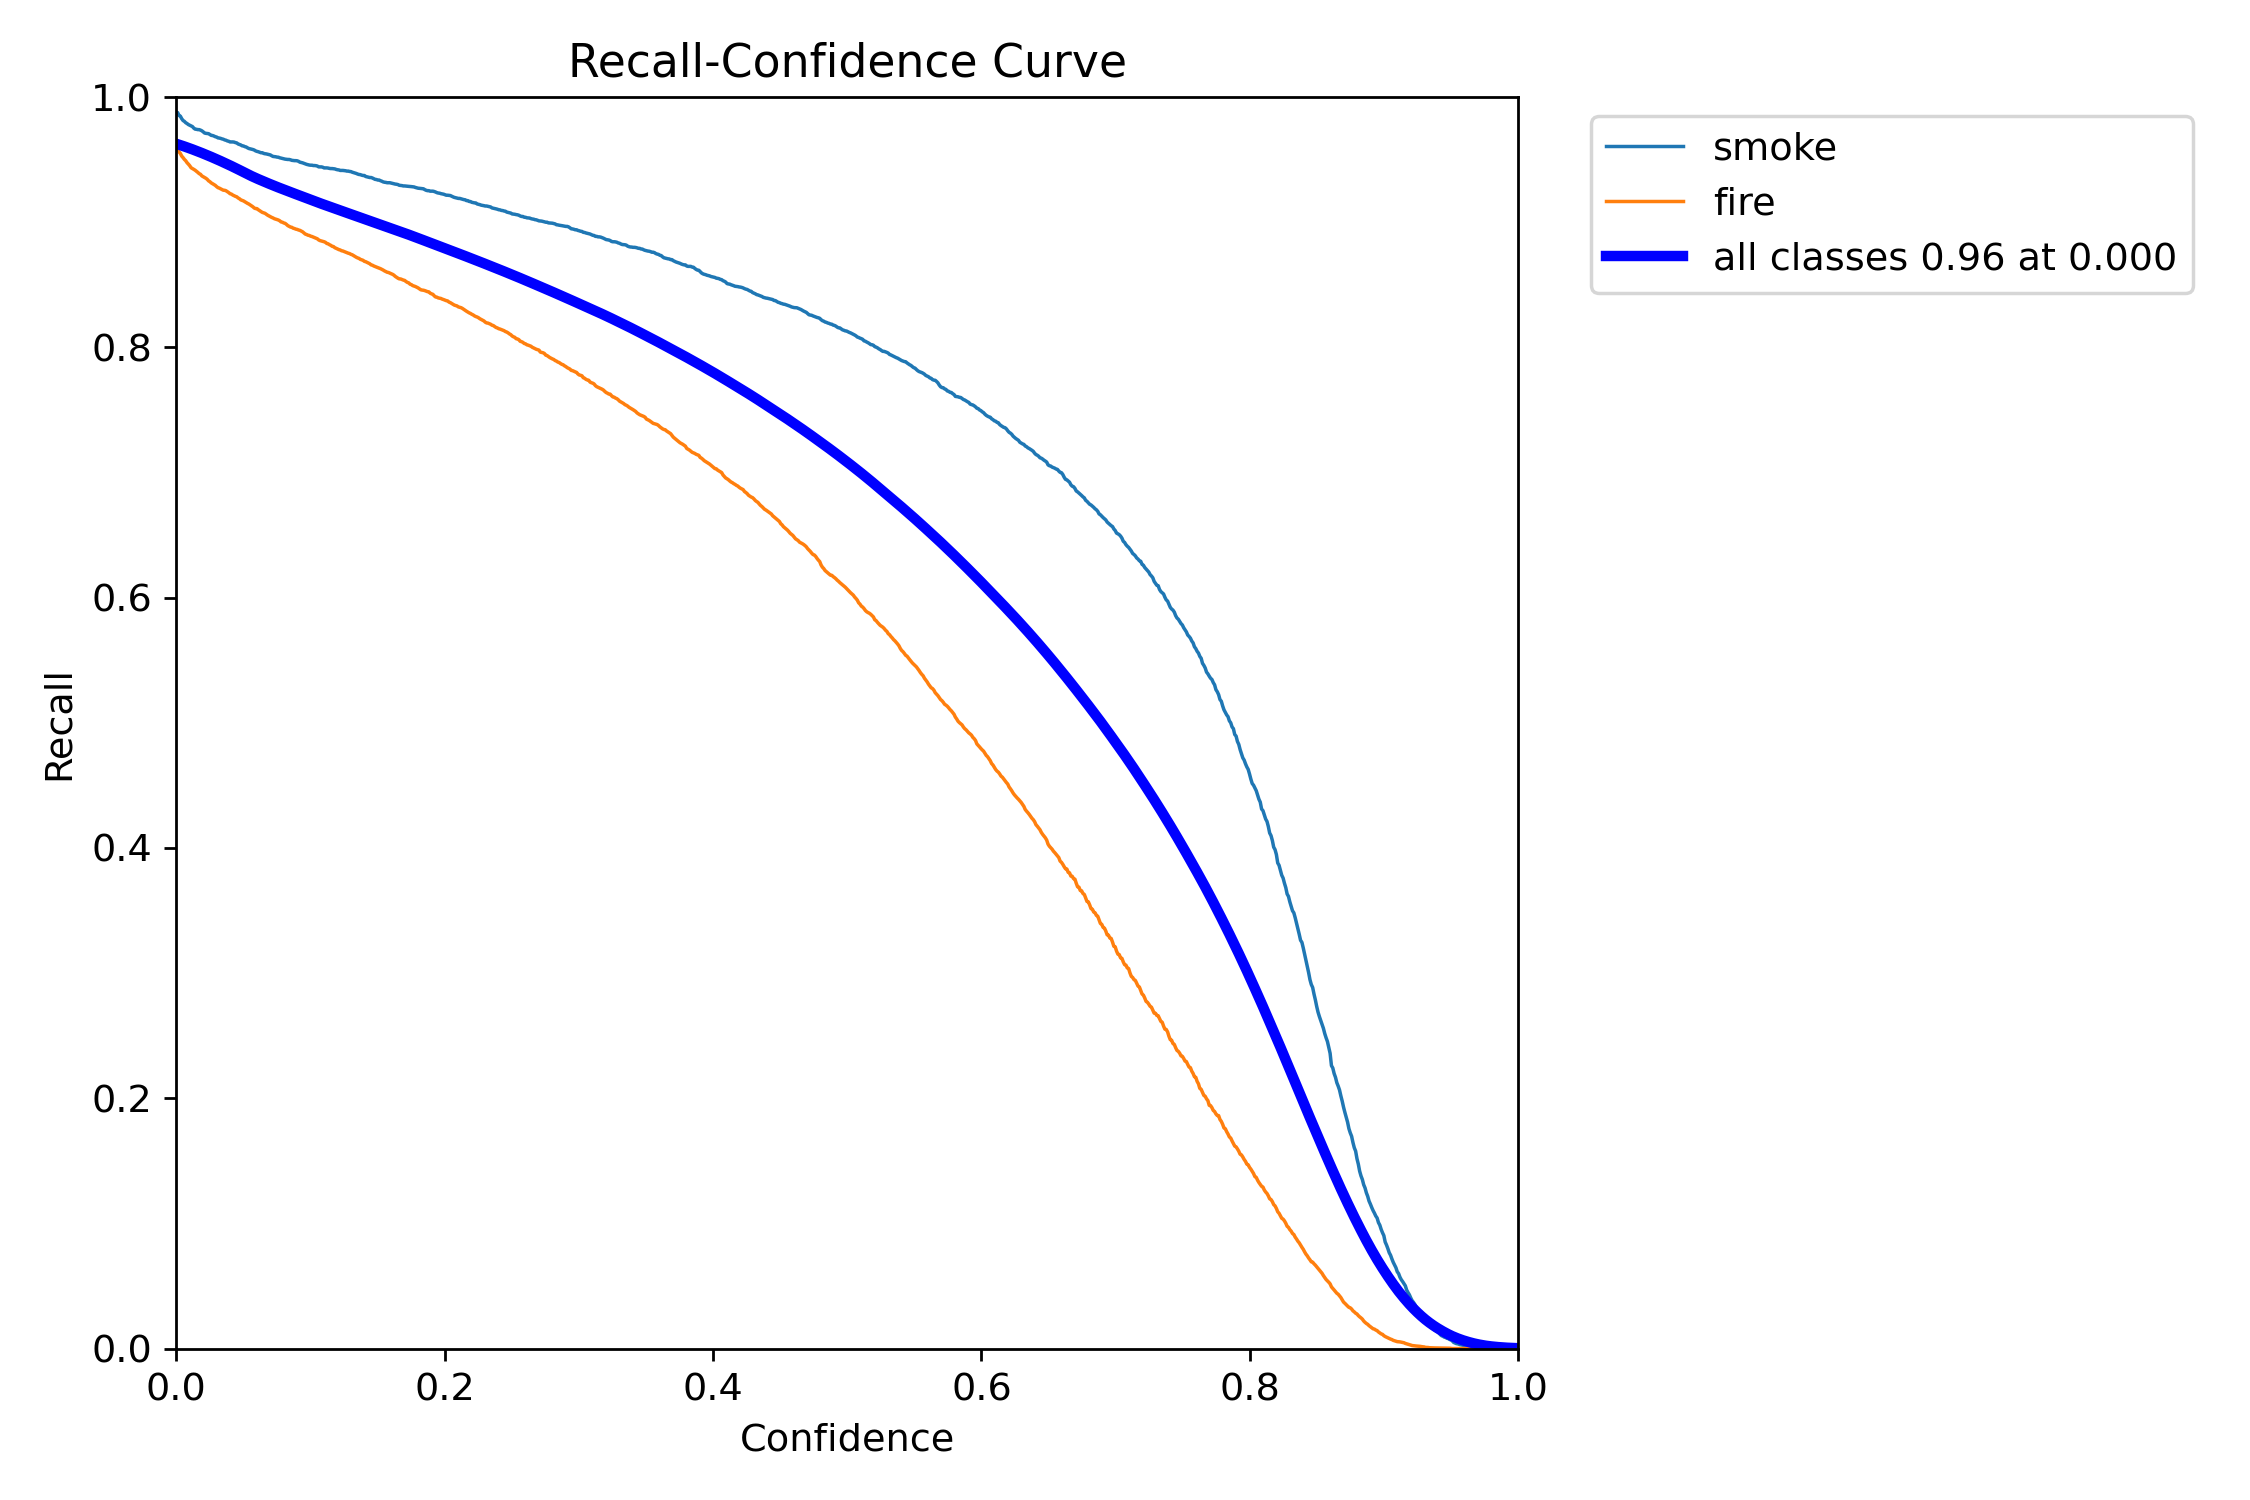 Recall-Confidence Curve
1.0
0.8
0.6
0.4
0.2
0.0
Recall
0.0 0.2 0.4 0.6 0.8 1.0
Confidence
smoke
fire
all classes 0.96 at 0.000